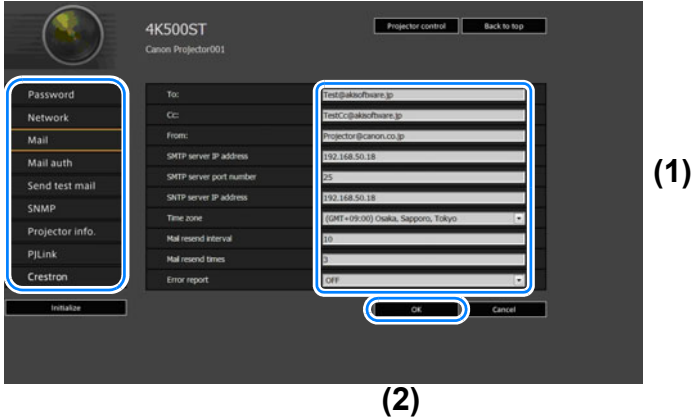 4K500ST
Projector control
Back to top
Canon Projector001
Password
Network
Mail
Mail auth
Send test mail
SNMP
Projector info.
PJLink
Crestron
Initialize
To: Test@akisoftware.jp
Cc: TestCc@akisoftware.jp
From: Projector@canon.co.jp
SMTP server IP address 192.168.50.18
SMTP server port number 25
SNTP server IP address 192.168.50.18
Time zone (GMT+09:00) Osaka, Sapporo, Tokyo
Mail resend interval 10
Mail resend times 3
Error report OFF
OK
Cancel
(1)
(2)